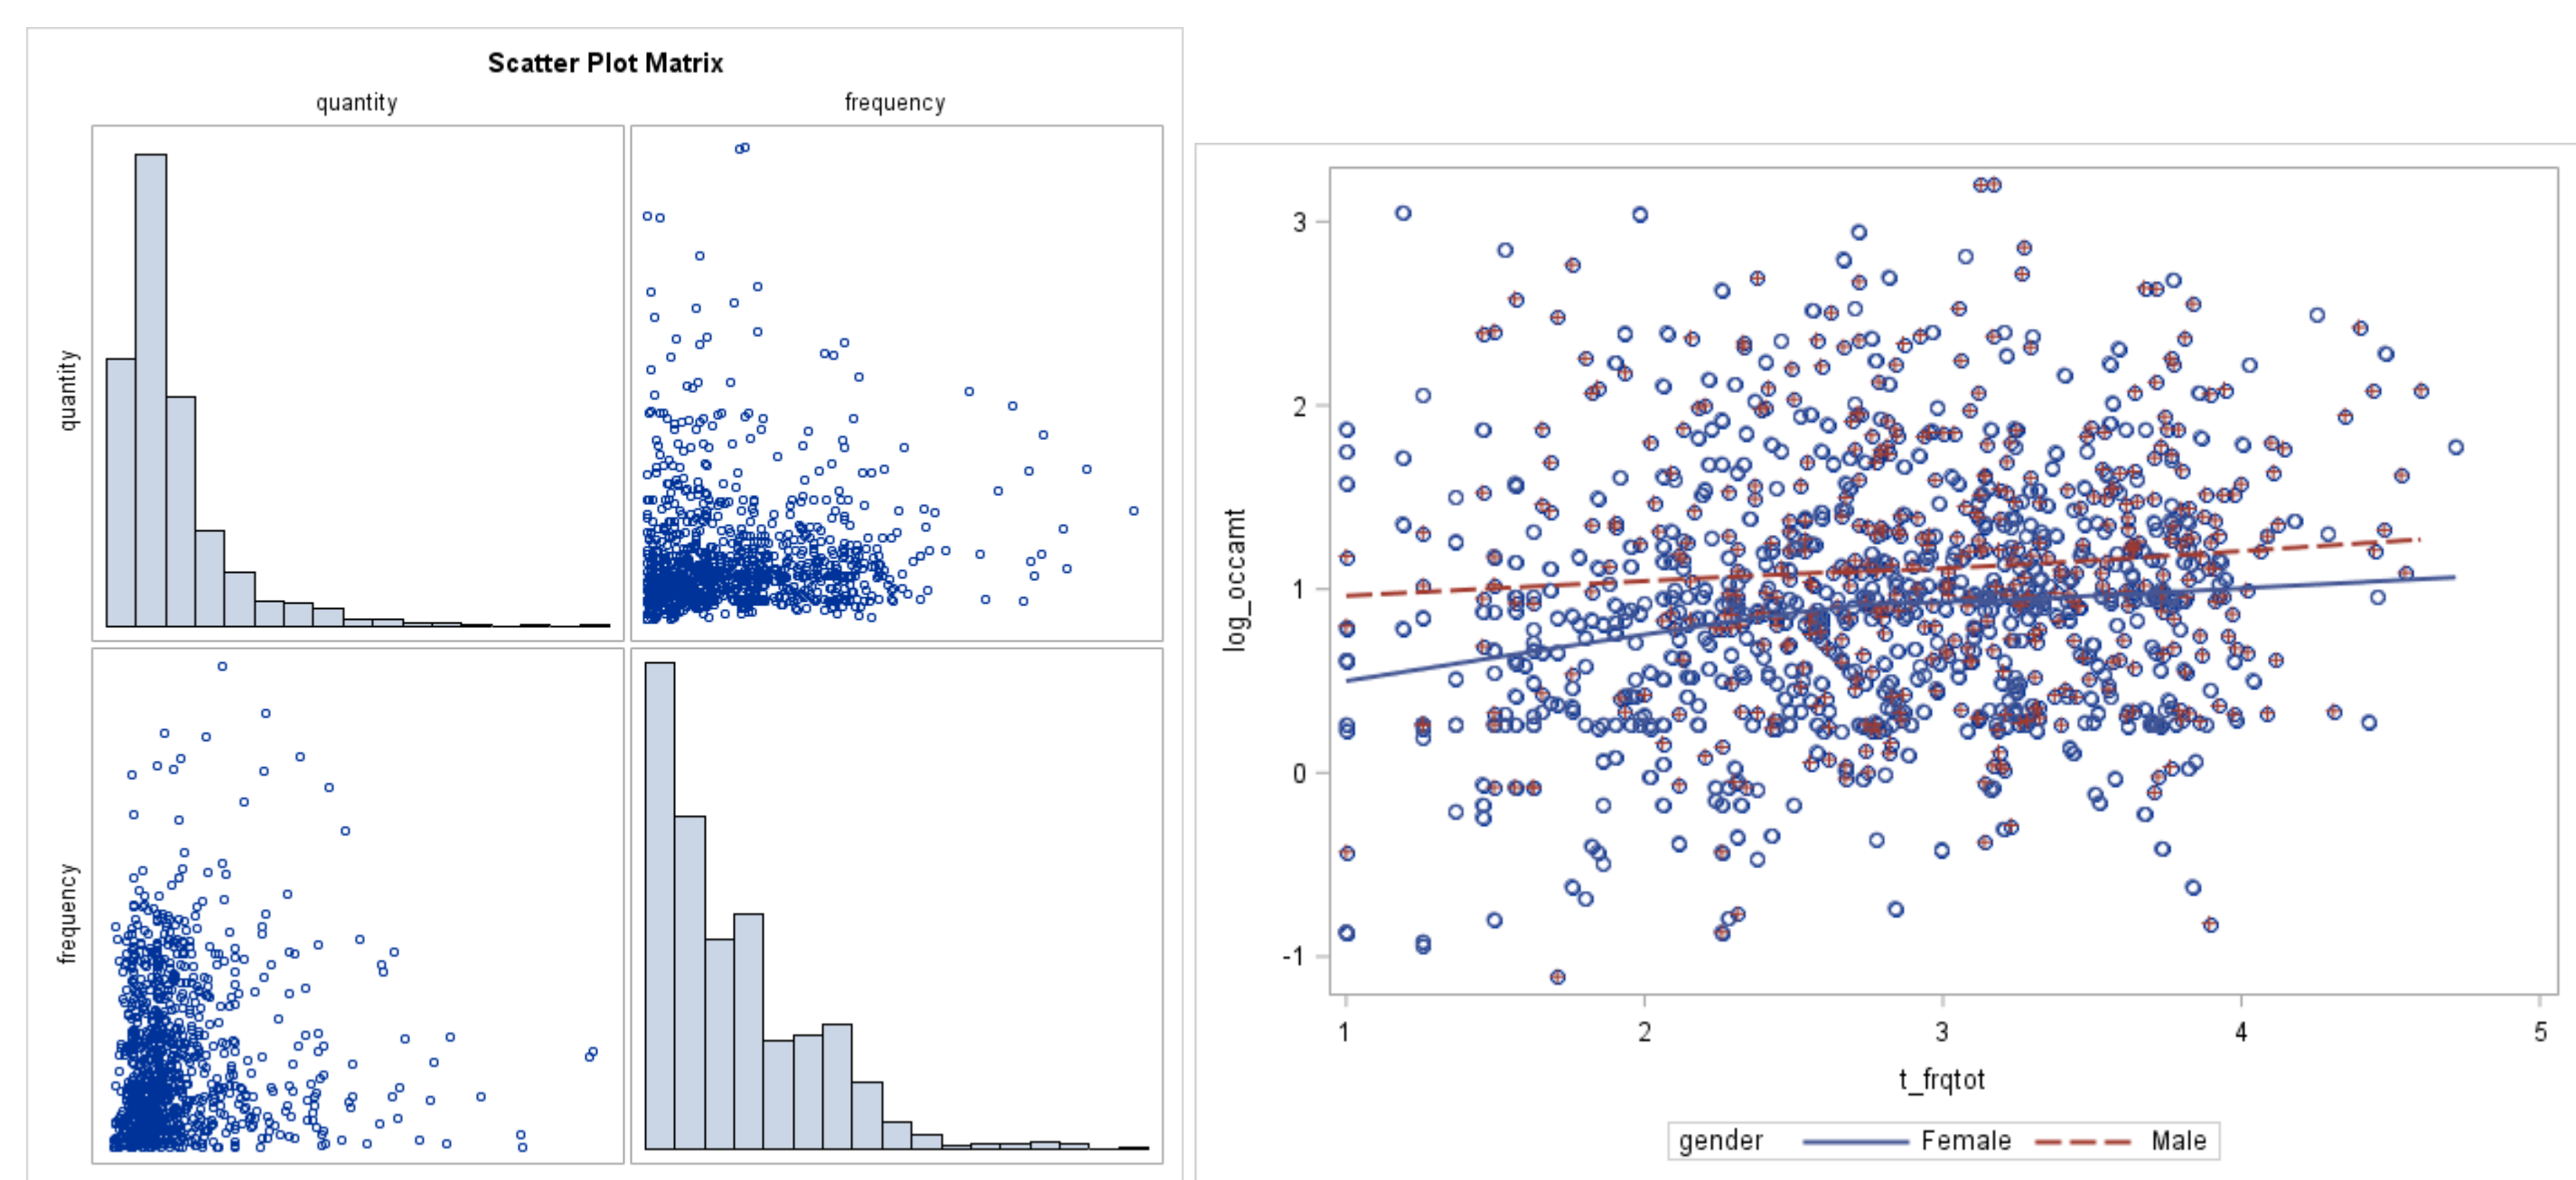 Scatter Plot Matrix
quantity frequency
quantity
frequency
3
2
1
0
-1
log_occamt
1 2 3 4 5
t_frqtot
gender Female Male